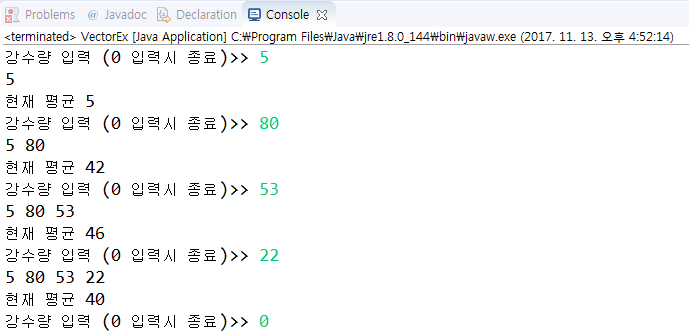 Problems @ Javadoc Declaration Console
<terminated> VectorEx [Java Application] C:₩Program Files₩Java₩jre1.8.0_144₩bin₩javaw.exe (2017. 11. 13. 오후 4:52:14)
강수량 입력 (0 입력시 종료)>> 5
5
현재 평균 5
강수량 입력 (0 입력시 종료)>> 80
5 80
현재 평균 42
강수량 입력 (0 입력시 종료)>> 53
5 80 53
현재 평균 46
강수량 입력 (0 입력시 종료)>> 22
5 80 53 22
현재 평균 40
강수량 입력 (0 입력시 종료)>> 0